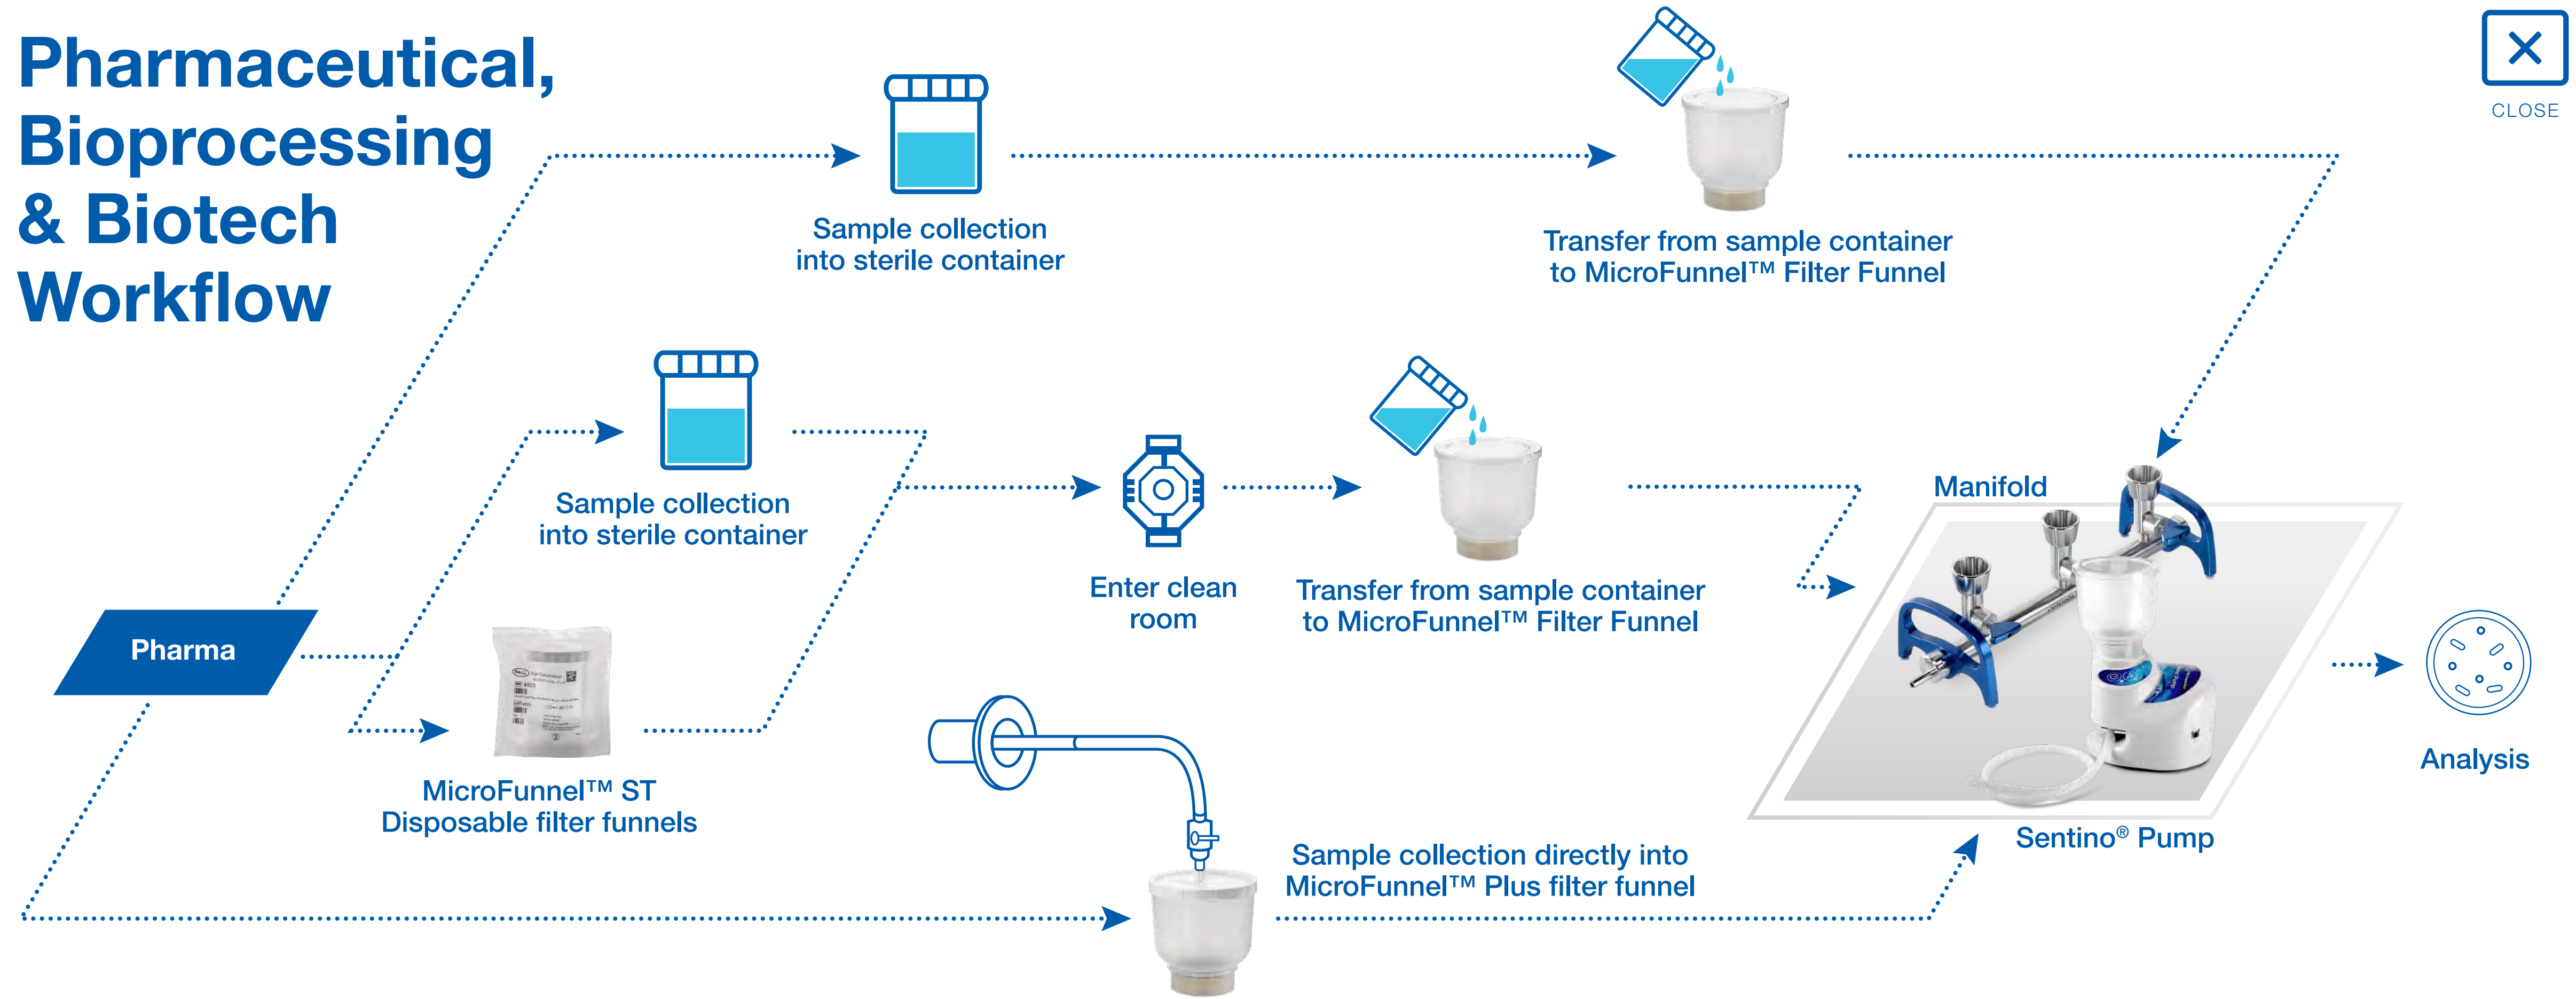 Pharmaceutical,
Bioprocessing
& Biotech
Workflow
CLOSE
Sample collection
into sterile container
Transfer from sample container
to MicroFunnel™ Filter Funnel
Sample collection
into sterile container
Enter clean
room
Transfer from sample container
to MicroFunnel™ Filter Funnel
Manifold
Pharma
PALL
4823
MicroFunnel™ ST
Disposable filter funnels
Sample collection directly into
MicroFunnel™ Plus filter funnel
Sentino® Pump
Analysis